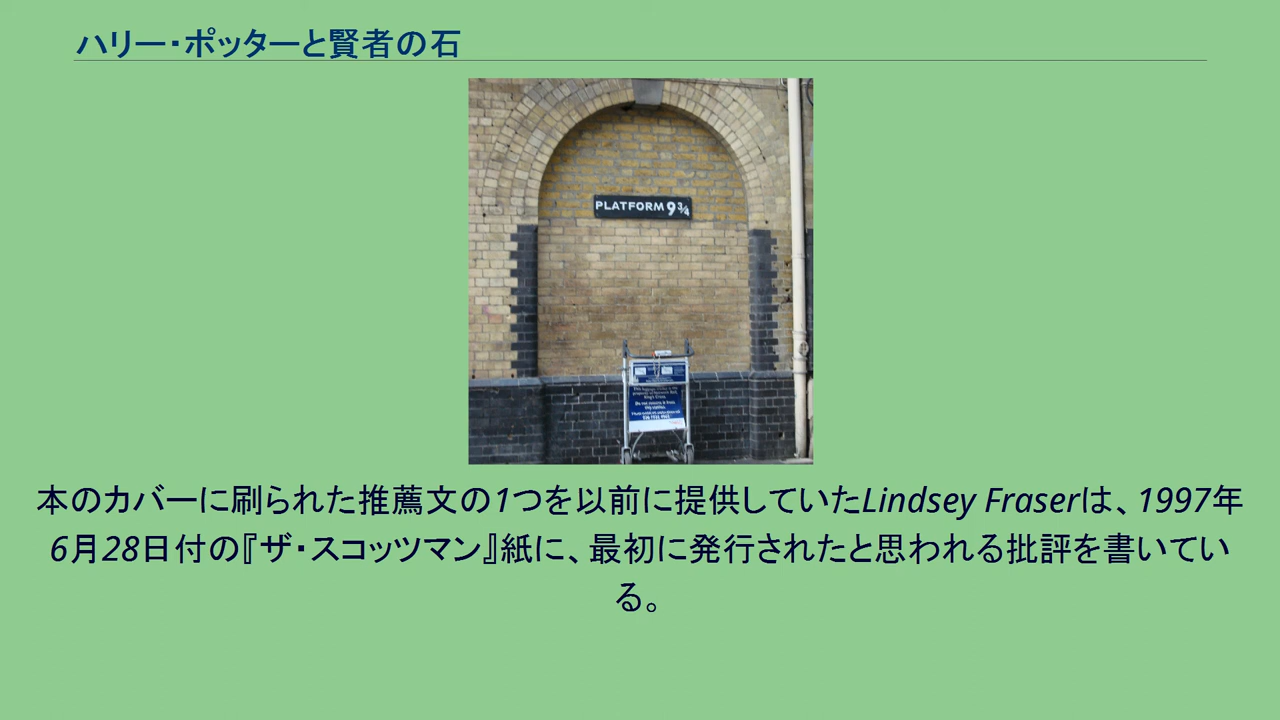 ハリー・ポッターと賢者の石
PLATFORM 9¾
本のカバーに刷られた推薦文の1つを以前に提供していたLindsey Fraserは、1997年
6月28日付の『ザ・スコッツマン』紙に、最初に発行されたと思われる批評を書いてい
る。